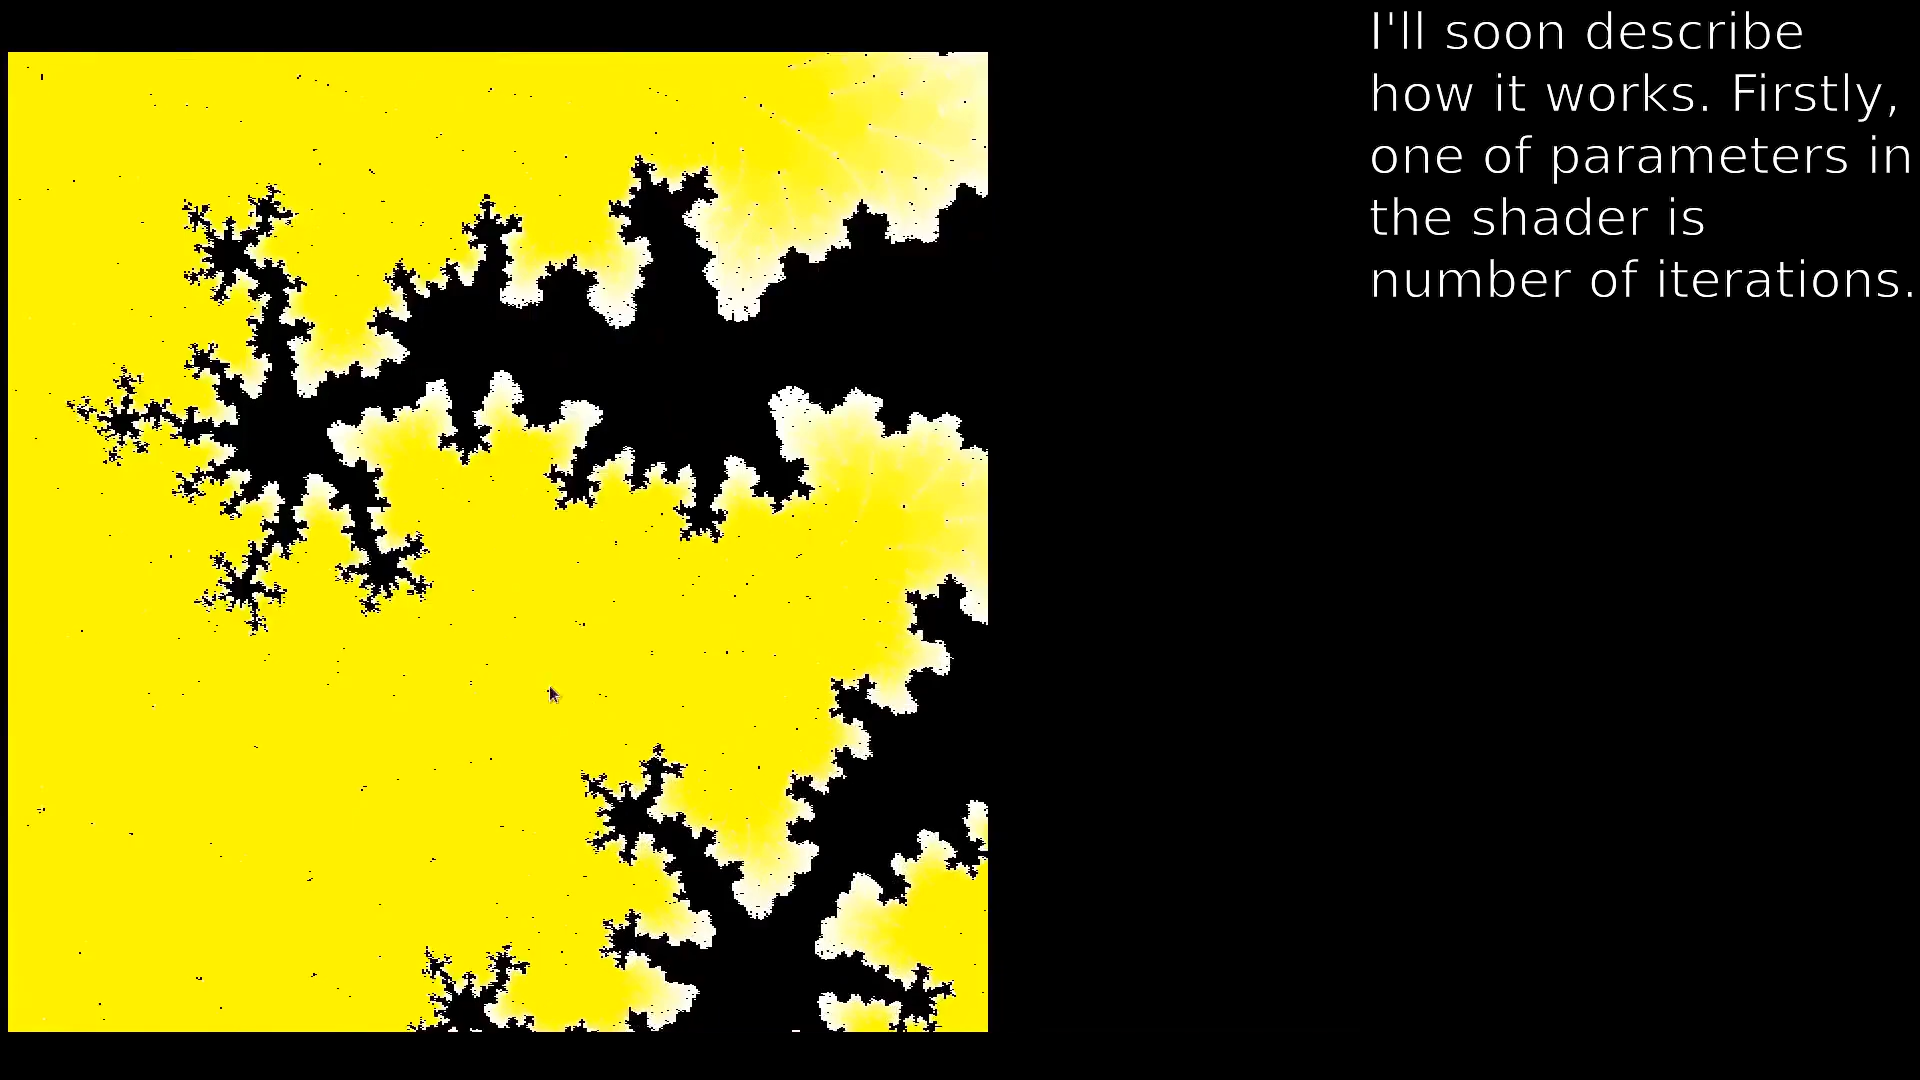 I'll soon describe
how it works. Firstly,
one of parameters in
the shader is
number of iterations.